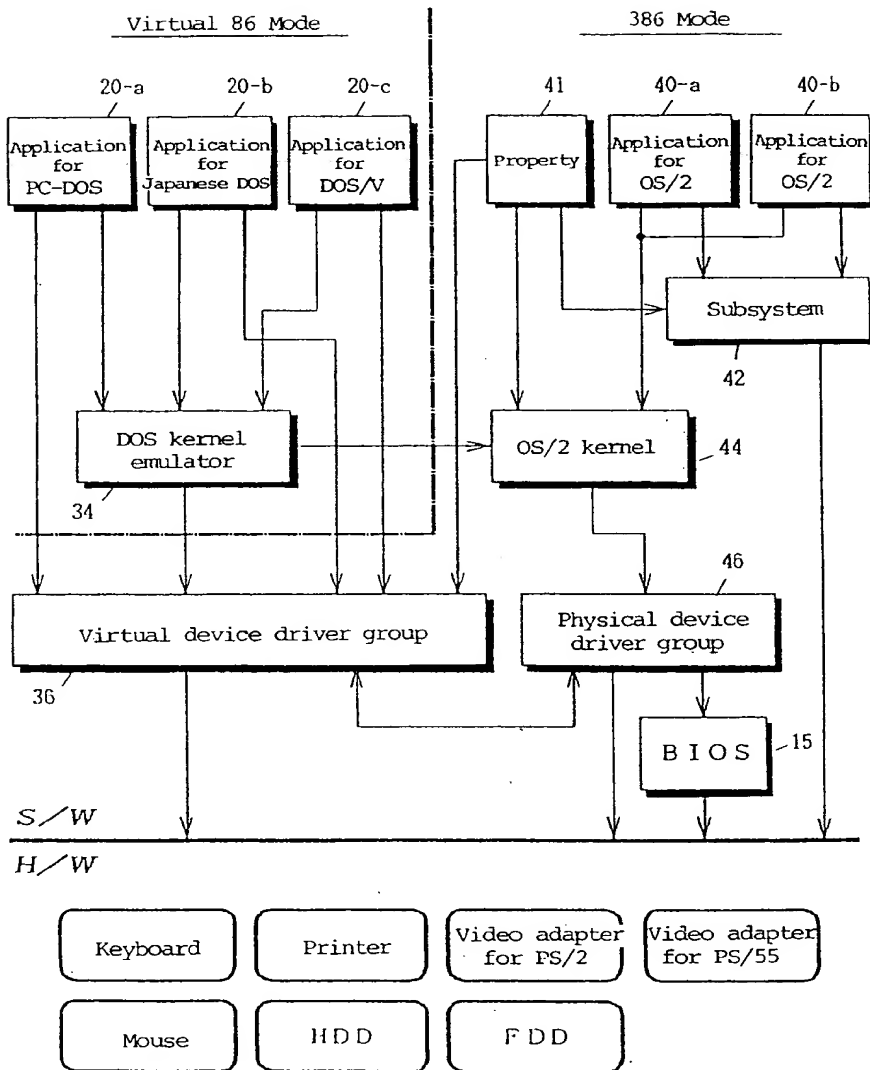 Virtual 86 Mode
386 Mode
20-a
20-b
20-c
41
40-a
40-b
Application
for
PC-DOS
Application
for
Japanese DOS
Application
for
DOS/V
Property
Application
for
OS/2
Application
for
OS/2
Subsystem
42
DOS kernel
emulator
34
OS/2 kernel
44
46
Virtual device driver group
36
Physical device
driver group
BIOS
15
S/W
H/W
Keyboard
Printer
Video adapter
for PS/2
Video adapter
for PS/55
Mouse
HDD
FDD